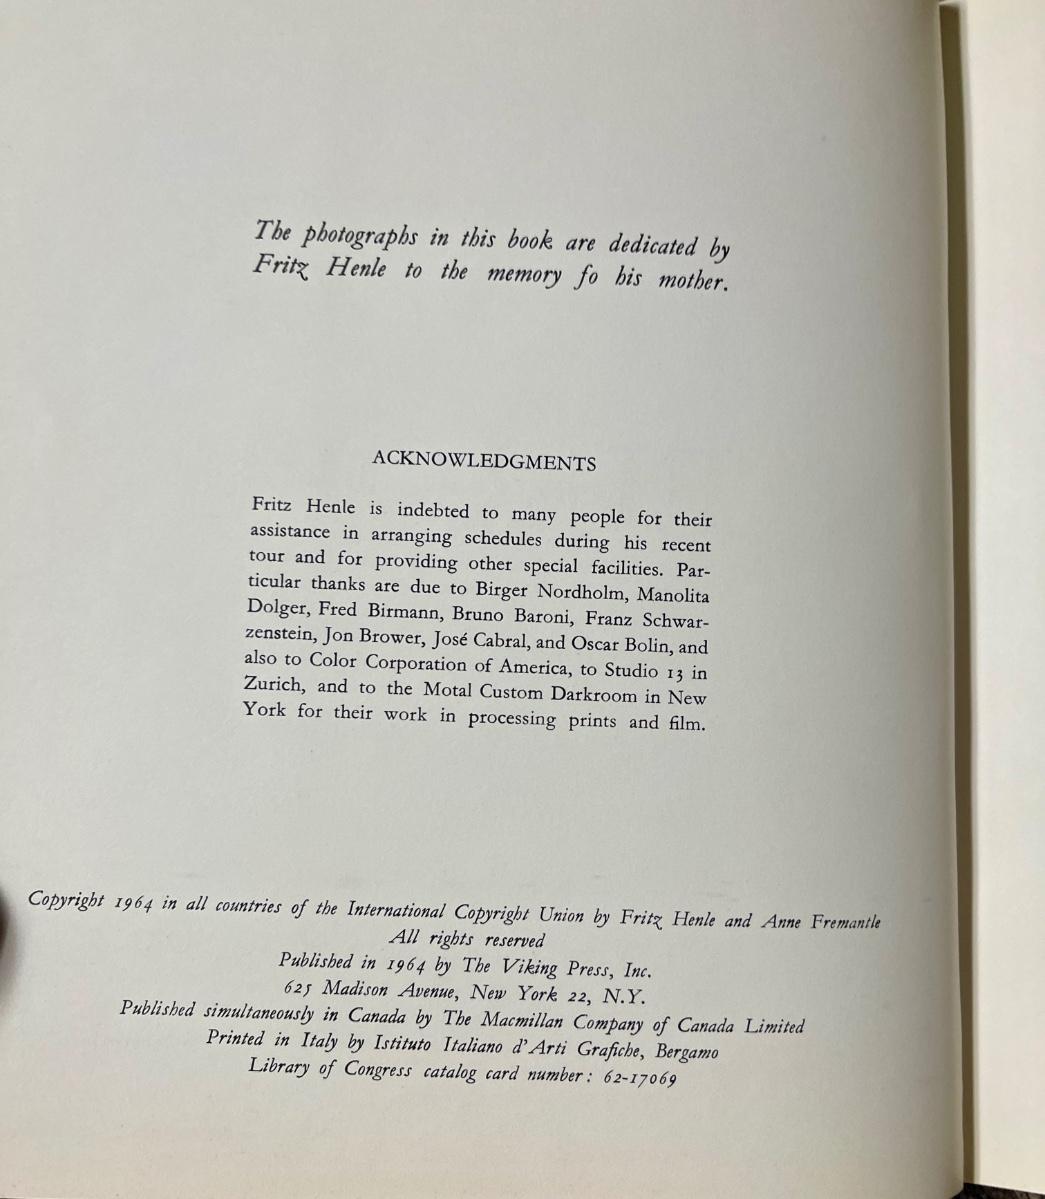 The photographs in this book are dedicated by
Fritz Henle to the memory fo his mother.
ACKNOWLEDGMENTS
Fritz Henle is indebted to many people for their
assistance in arranging schedules during his recent
tour and for providing other special facilities. Par-
ticular thanks are due to Birger Nordholm, Manolita
Dolger, Fred Birmann, Bruno Baroni, Franz Schwar-
zenstein, Jon Brower, José Cabral, and Oscar Bolin, and
also to Color Corporation of America, to Studio 13 in
Zurich, and to the Motal Custom Darkroom in New
York for their work in processing prints and film.
Copyright 1964 in all countries of the International Copyright Union by Fritz Henle and Anne Fremantle
All rights reserved
Published in 1964 by The Viking Press, Inc.
625 Madison Avenue, New York 22, N.Y.
Published simultaneously in Canada by The Macmillan Company of Canada Limited
Printed in Italy by Istituto Italiano d'Arti Grafiche, Bergamo
Library of Congress catalog card number: 62-17069